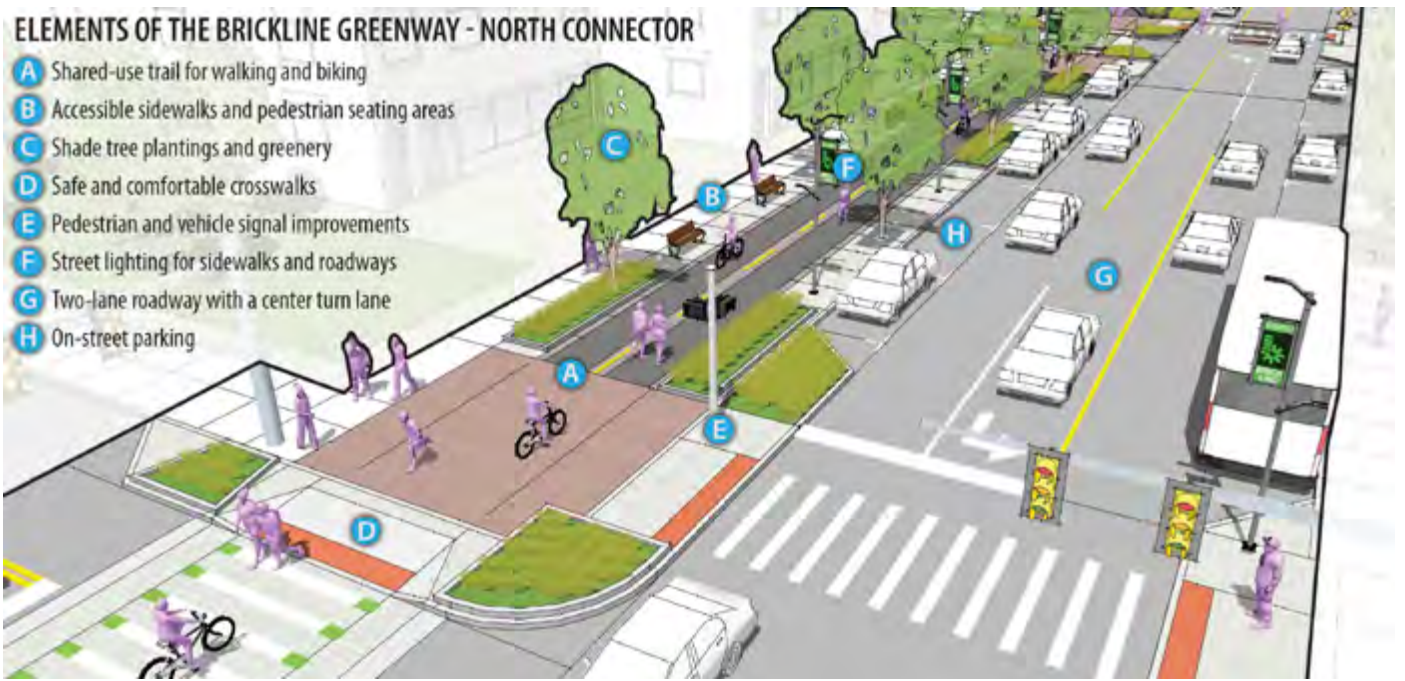 ELEMENTS OF THE BRICKLINE GREENWAY - NORTH CONNECTOR
A Shared-use trail for walking and biking
B Accessible sidewalks and pedestrian seating areas
C Shade tree plantings and greenery
D Safe and comfortable crosswalks
E Pedestrian and vehicle signal improvements
F Street lighting for sidewalks and roadways
G Two-lane roadway with a center turn lane
H On-street parking
C
B
F
H
G
A
E
D